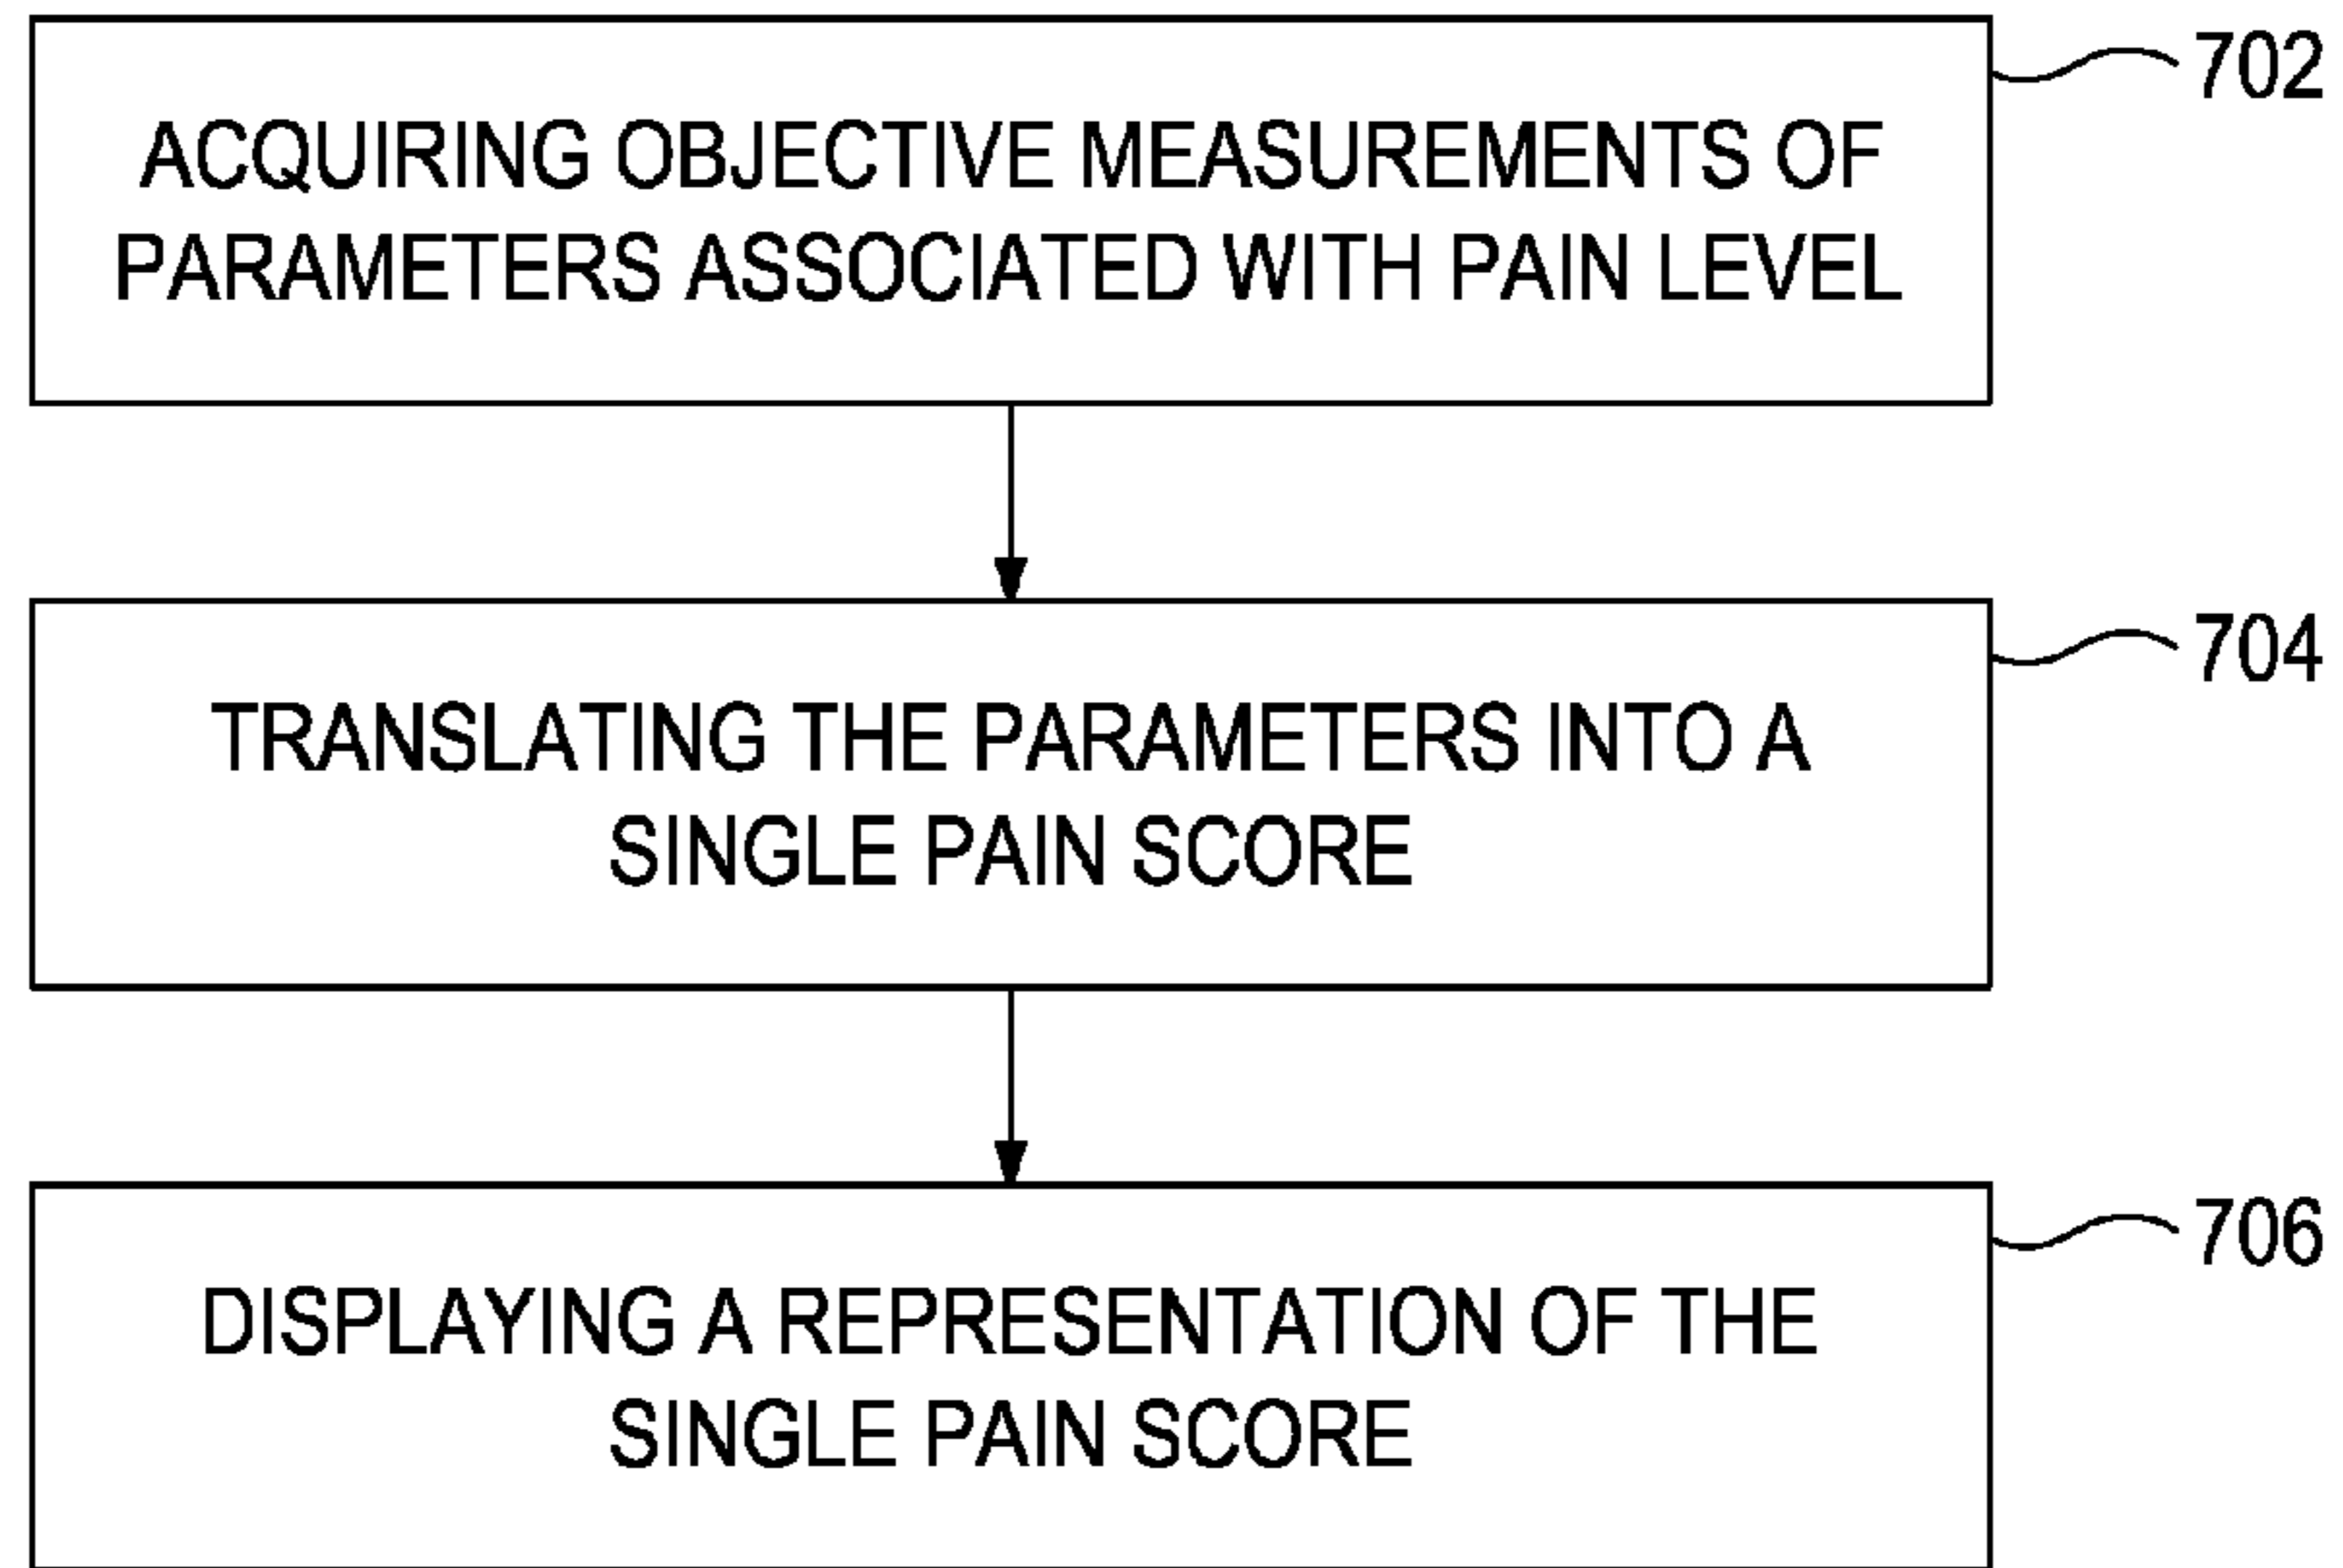 702
ACQUIRING OBJECTIVE MEASUREMENTS OF
PARAMETERS ASSOCIATED WITH PAIN LEVEL
704
TRANSLATING THE PARAMETERS INTO A
SINGLE PAIN SCORE
706
DISPLAYING A REPRESENTATION OF THE
SINGLE PAIN SCORE